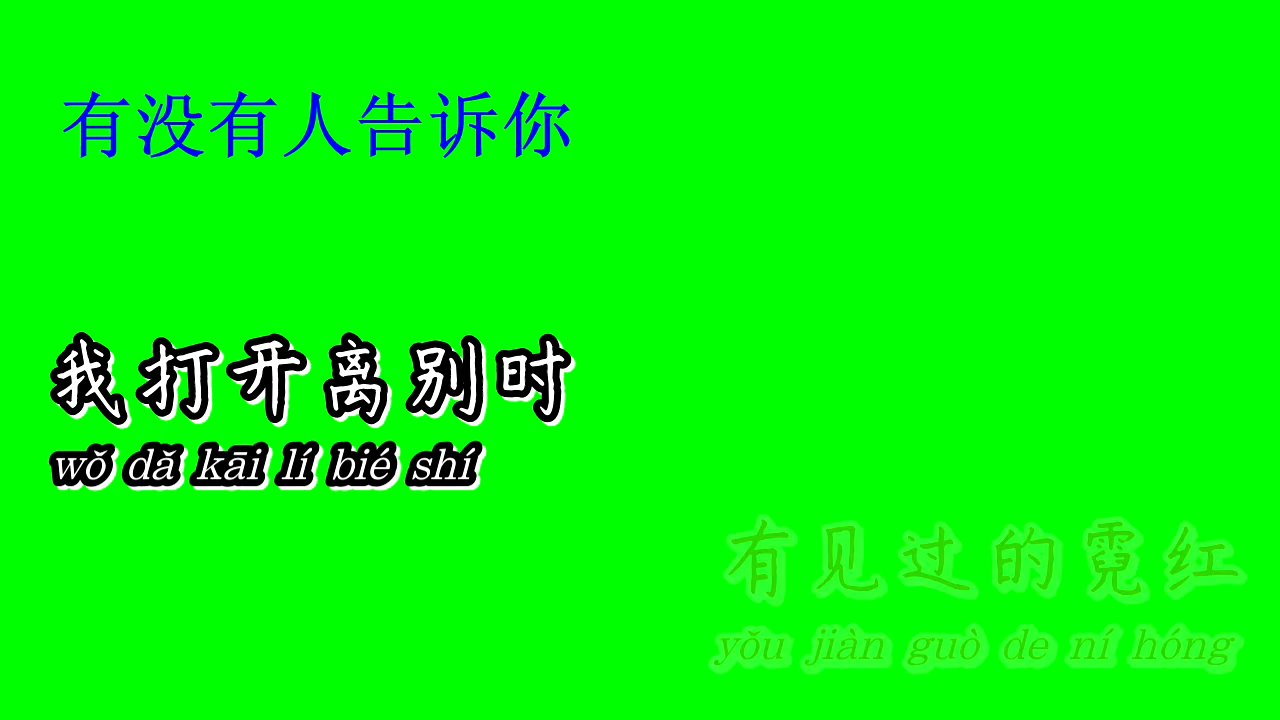 有没有人告诉你
我打开离别时
wǒ dǎ kāi lí bié shí
有见过的霓红
yǒu jiàn guò de ní hóng